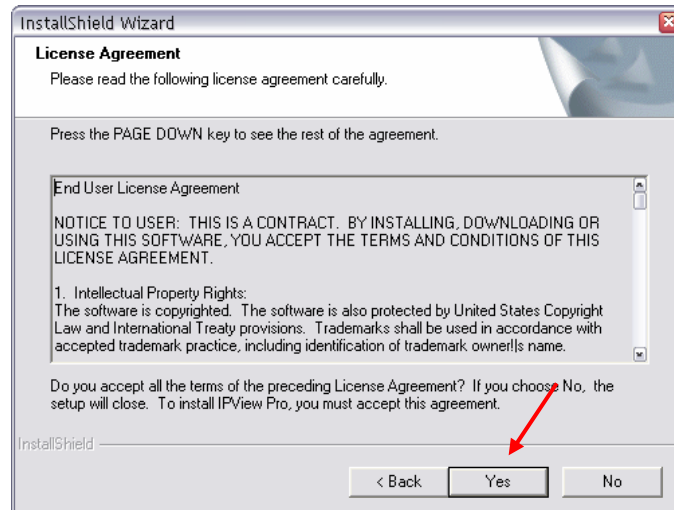 InstallShield Wizard
License Agreement
Please read the following license agreement carefully.
Press the PAGE DOWN key to see the rest of the agreement.
End User License Agreement
NOTICE TO USER: THIS IS A CONTRACT. BY INSTALLING, DOWNLOADING OR
USING THIS SOFTWARE, YOU ACCEPT THE TERMS AND CONDITIONS OF THIS
LICENSE AGREEMENT.
1. Intellectual Property Rights:
The software is copyrighted. The software is also protected by United States Copyright
Law and International Treaty provisions. Trademarks shall be used in accordance with
accepted trademark practice, including identification of trademark owner!|s name.
Do you accept all the terms of the preceding License Agreement? If you choose No, the
setup will close. To install IPView Pro, you must accept this agreement.
InstallShield
< Back Yes No